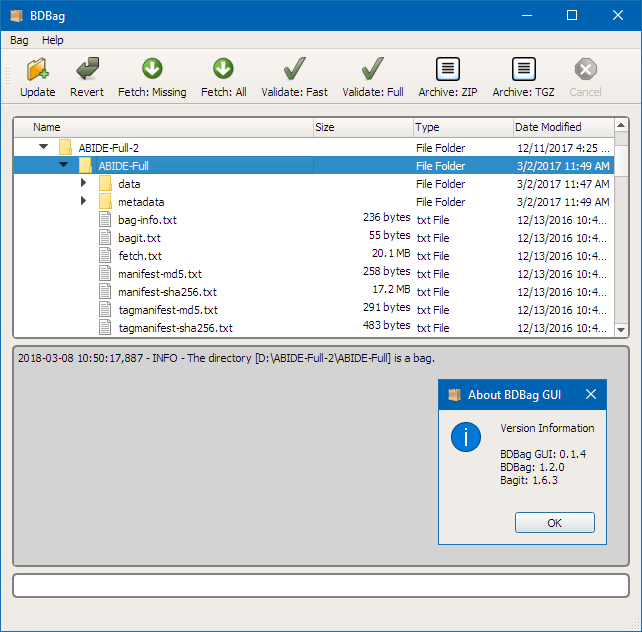 BDBag
Bag Help
Update Revert Fetch: Missing Fetch: All Validate: Fast Validate: Full Archive: ZIP Archive: TGZ Cancel
Name Size Type Date Modified
ABIDE-Full-2 File Folder 12/11/2017 4:25 ...
ABIDE-Full File Folder 3/2/2017 11:49 AM
data File Folder 3/2/2017 11:47 AM
metadata File Folder 3/2/2017 11:49 AM
bag-info.txt 236 bytes txt File 12/13/2016 10:4...
bagit.txt 55 bytes txt File 12/13/2016 10:4...
fetch.txt 20.1 MB txt File 12/13/2016 10:4...
manifest-md5.txt 258 bytes txt File 12/13/2016 10:4...
manifest-sha256.txt 17.2 MB txt File 12/13/2016 10:4...
tagmanifest-md5.txt 291 bytes txt File 12/13/2016 10:4...
tagmanifest-sha256.txt 483 bytes txt File 12/13/2016 10:4...
2018-03-08 10:50:17,887 - INFO - The directory [D:\ABIDE-Full-2\ABIDE-Full] is a bag.
About BDBag GUI
Version Information
BDBag GUI: 0.1.4
BDBag: 1.2.0
Bagit: 1.6.3
OK